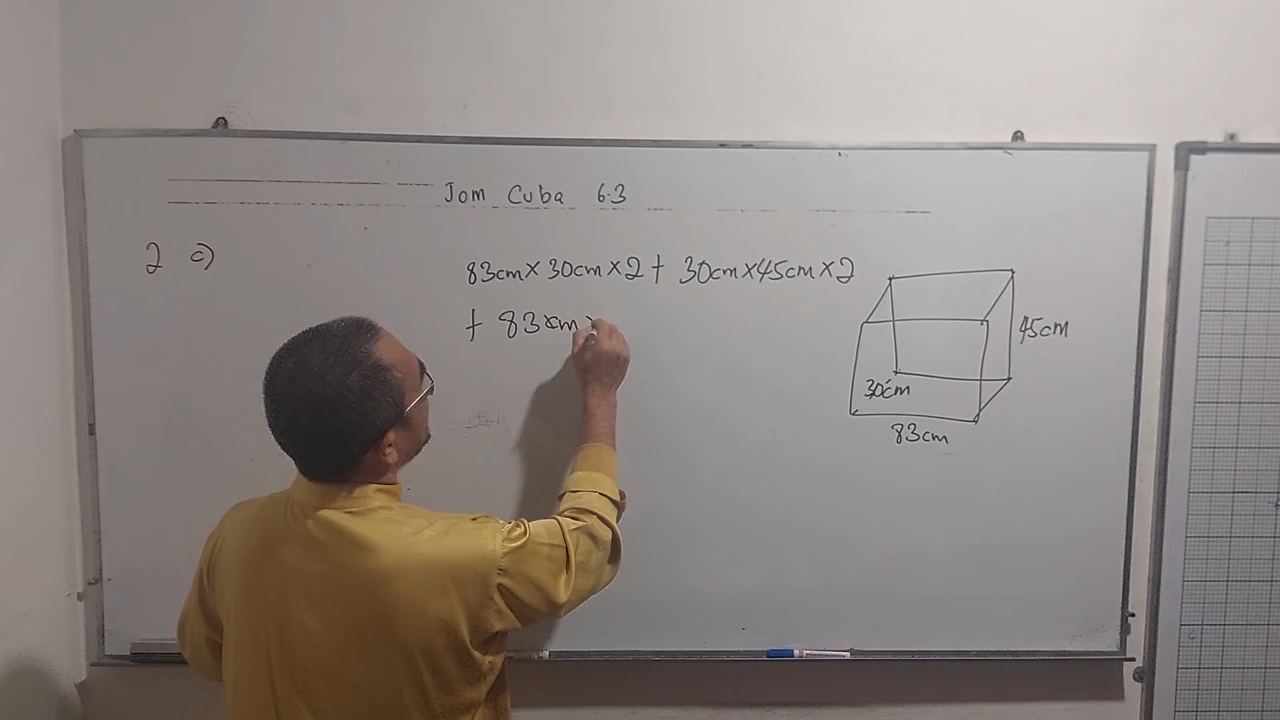 Jom Cuba 6.3
2 c)
83cm × 30cm × 2 + 30cm × 45cm × 2
+ 83cm ×
45cm
30cm
83cm